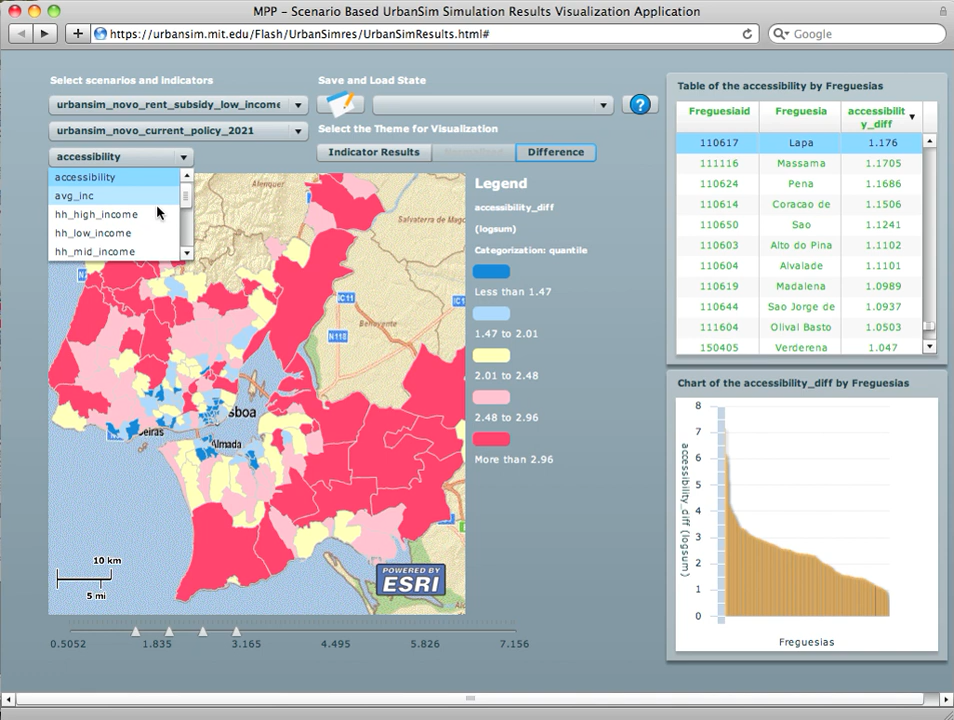 MPP - Scenario Based UrbanSim Simulation Results Visualization Application
https://urbansim.mit.edu/Flash/UrbanSimres/UrbanSimResults.html#
Google
Select scenarios and indicators
urbansim_novo_rent_subsidy_low_income
urbansim_novo_current_policy_2021
accessibility
accessibility
avg_inc
hh_high_income
hh_low_income
hh_mid_income
Save and Load State
?
Select the Theme for Visualization
Indicator Results
Difference
Alenquer
Salvaterra de Mago
IC11
IC1
N118
Benavente
N
sboa
Oeiras
Almada
10 km
5 mi
POWERED BY
ESRI
0.5052 1.835 3.165 4.495 5.826 7.156
Legend
accessibility_diff
(logsum)
Categorization: quantile
Less than 1.47
1.47 to 2.01
2.01 to 2.48
2.48 to 2.96
More than 2.96
Table of the accessibility by Freguesias
Freguesiaid Freguesia accessibilit
y_diff
110617 Lapa 1.176
111116 Massama 1.1705
110624 Pena 1.1686
110614 Coracao de 1.1506
110650 Sao 1.1241
110603 Alto do Pina 1.1102
110604 Alvalade 1.1101
110619 Madalena 1.0989
110644 Sao Jorge de 1.0937
111604 Olival Basto 1.0503
150405 Verderena 1.047
Chart of the accessibility_diff by Freguesias
accessibility_diff (logsum)
8
7
6
5
4
3
2
1
0
Freguesias